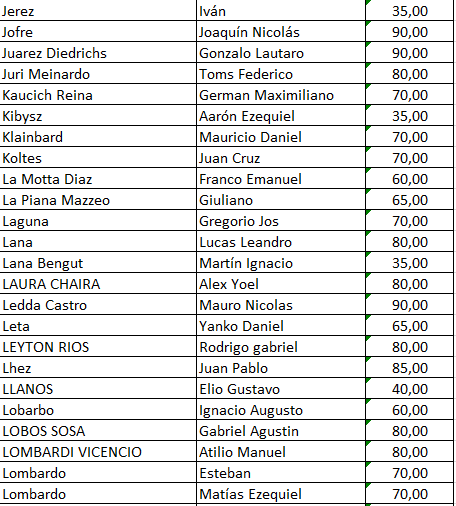 Jerez Iván 35,00
Jofre Joaquín Nicolás 90,00
Juarez Diedrichs Gonzalo Lautaro 90,00
Juri Meinardo Toms Federico 80,00
Kaucich Reina German Maximiliano 70,00
Kibysz Aarón Ezequiel 35,00
Klainbard Mauricio Daniel 70,00
Koltes Juan Cruz 70,00
La Motta Diaz Franco Emanuel 60,00
La Piana Mazzeo Giuliano 65,00
Laguna Gregorio Jos 70,00
Lana Lucas Leandro 80,00
Lana Bengut Martín Ignacio 35,00
LAURA CHAIRA Alex Yoel 80,00
Ledda Castro Mauro Nicolas 90,00
Leta Yanko Daniel 65,00
LEYTON RIOS Rodrigo gabriel 80,00
Lhez Juan Pablo 85,00
LLANOS Elio Gustavo 40,00
Lobarbo Ignacio Augusto 60,00
LOBOS SOSA Gabriel Agustin 80,00
LOMBARDI VICENCIO Atilio Manuel 80,00
Lombardo Esteban 70,00
Lombardo Matías Ezequiel 70,00